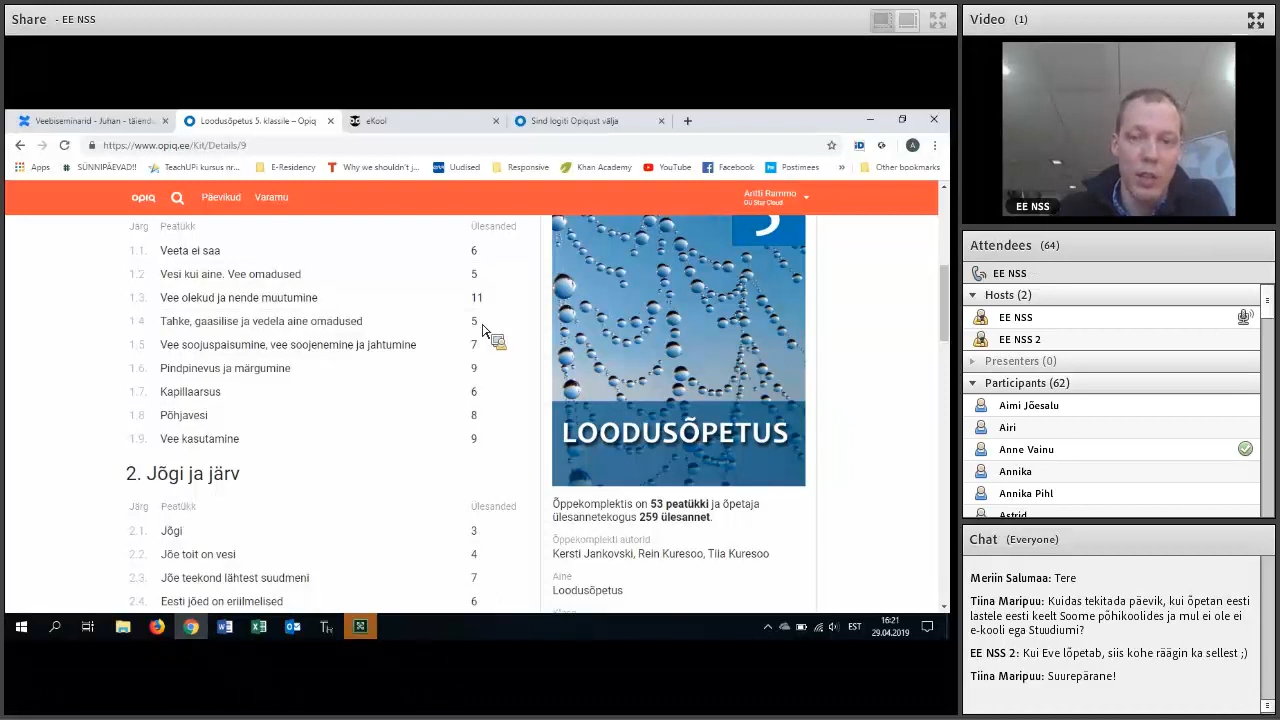 Share - EE NSS
Video (1)
EE NSS
Veebiseminarid - Juhan - täiendu
Loodusõpetus 5. klassile – Opiq
eKool
Sind logiti Opiqust välja
https://www.opiq.ee/Kit/Details/9
Apps
SÜNNIPÄEVAD!!
TeachUPi kursus nr...
E-Residency
Why we shouldn't j...
Uudised
Responsive
Khan Academy
YouTube
Facebook
Postimees
Other bookmarks
opiq
Päevikud
Varamu
Antti Rammo
OÜ Star Cloud
Järg Peatükk Ülesanded
1.1. Veeta ei saa 6
1.2 Vesi kui aine. Vee omadused 5
1.3. Vee olekud ja nende muutumine 11
1.4 Tahke, gaasilise ja vedela aine omadused 5
1.5 Vee soojuspaisumine, vee soojenemine ja jahtumine 7
1.6. Pindpinevus ja märgumine 9
1.7. Kapillaarsus 6
1.8 Põhjavesi 8
1.9. Vee kasutamine 9
2. Jõgi ja järv
Järg Peatükk Ülesanded
2.1. Jõgi 3
2.2. Jõe toit on vesi 4
2.3. Jõe teekond lähtest suudmeni 7
2.4. Eesti jõed on eriilmelised 6
5
LOODUSÕPETUS
Õppekomplektis on 53 peatükki ja õpetaja
ülesannetekogus 259 ülesannet.
Õppekomplekti autorid
Kersti Jankovski, Rein Kuresoo, Tiia Kuresoo
Aine
Loodusõpetus
Klass
EST
16:21
29.04.2019
Attendees (64)
EE NSS
Hosts (2)
EE NSS
EE NSS 2
Presenters (0)
Participants (62)
Aimi Jõesalu
Airi
Anne Vainu
Annika
Annika Pihl
Astrid
Chat (Everyone)
Meriin Salumaa: Tere
Tiina Maripuu: Kuidas tekitada päevik, kui õpetan eesti
lastele eesti keelt Soome põhikoolides ja mul ei ole ei
e-kooli ega Stuudiumi?
EE NSS 2: Kui Eve lõpetab, siis kohe räägin ka sellest ;)
Tiina Maripuu: Suurepärane!